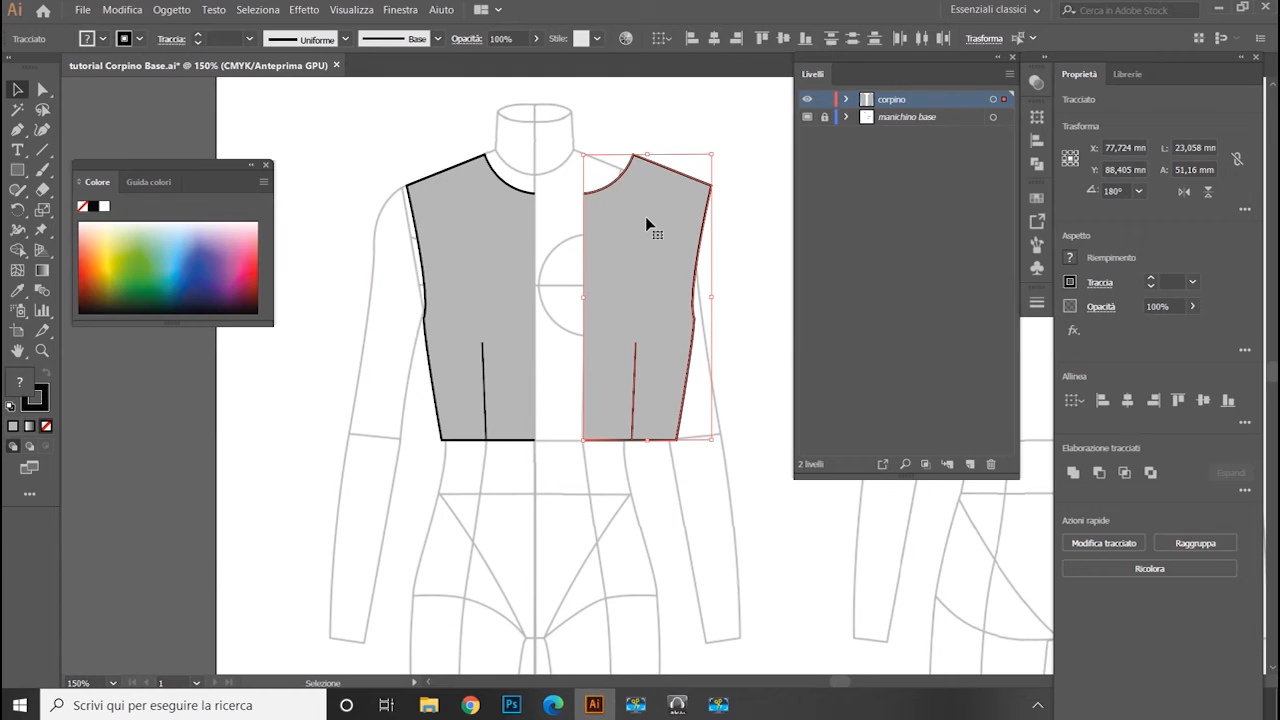 Ai File Modifica Oggetto Testo Seleziona Effetto Visualizza Finestra Aiuto Essenziali classici Cerca in Adobe Stock
Tracciato ? Traccia: Uniforme Base Opacità: 100% Stile: Trasforma
tutorial Corpino Base.ai* @ 150% (CMYK/Anteprima GPU)
Livelli
corpino
manichino base
2 livelli
Colore Guida colori
Proprietà Librerie
Tracciato
Trasforma
X: 77,724 mm L: 23,058 mm
Y: 88,405 mm A: 51,16 mm
180°
Aspetto
? Riempimento
Traccia
Opacità 100%
fx
Allinea
Elaborazione tracciati
Espandi
Azioni rapide
Modifica tracciato Raggruppa
Ricolora
?
150% 1 Selezione
Scrivi qui per eseguire la ricerca Ps Ai